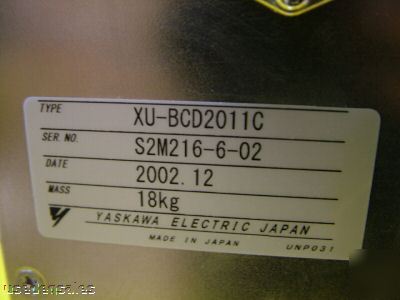 TYPE XU-BCD2011C
SER NO. S2M216-6-02
DATE 2002.12
MASS 18kg
YASKAWA ELECTRIC JAPAN
MADE IN JAPAN UNP031
usedensales